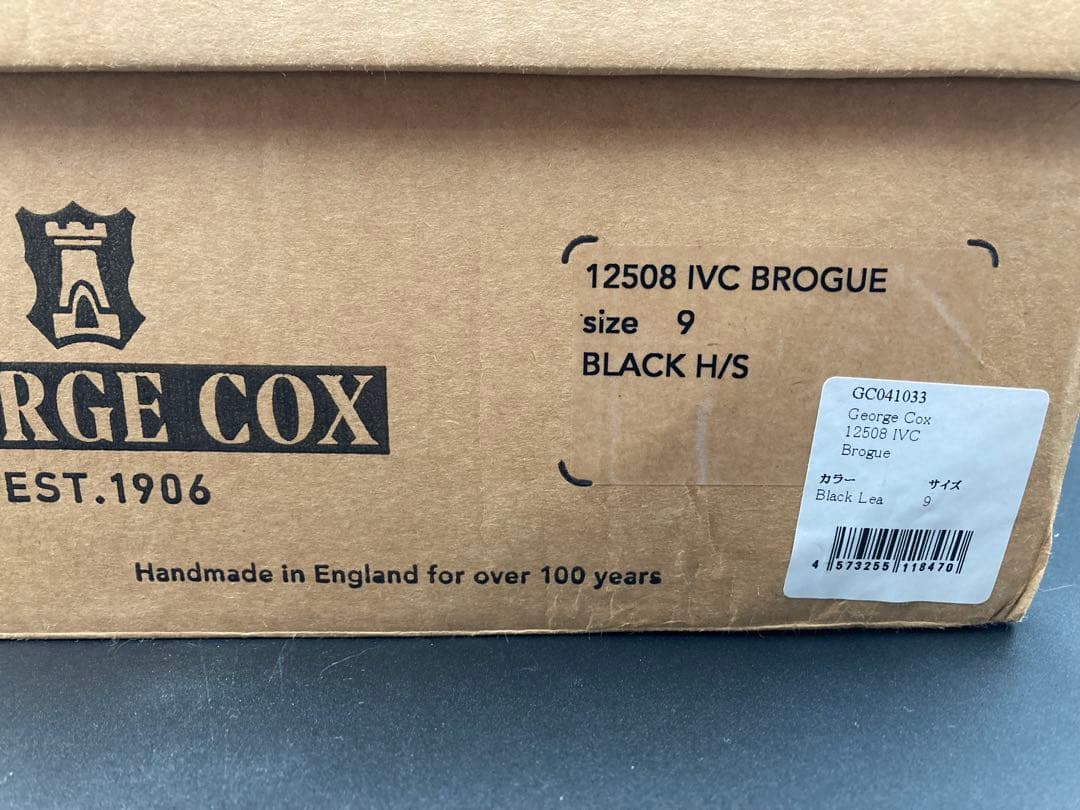 RGE COX
EST.1906
Handmade in England for over 100 years
12508 IVC BROGUE
size 9
BLACK H/S
GC041033
George Cox
12508 IVC
Brogue
カラー サイズ
Black Lea 9
4 573255 118470